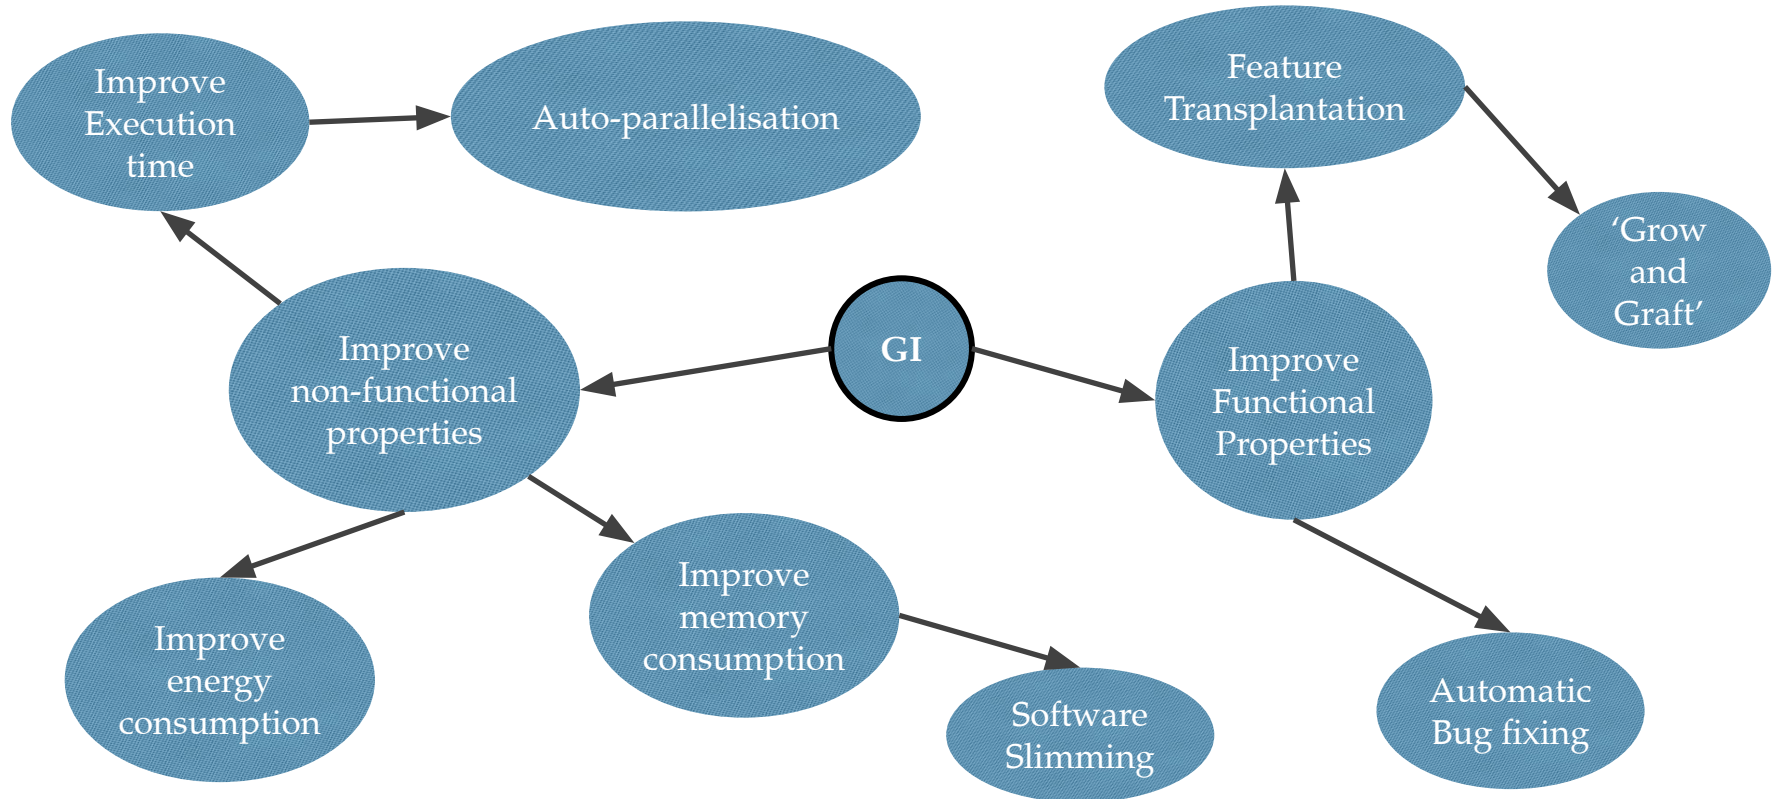 Improve
Execution
time
Auto-parallelisation
Feature
Transplantation
‘Grow
and
Graft’
GI
Improve
non-functional
properties
Improve
Functional
Properties
Improve
energy
consumption
Improve
memory
consumption
Software
Slimming
Automatic
Bug fixing